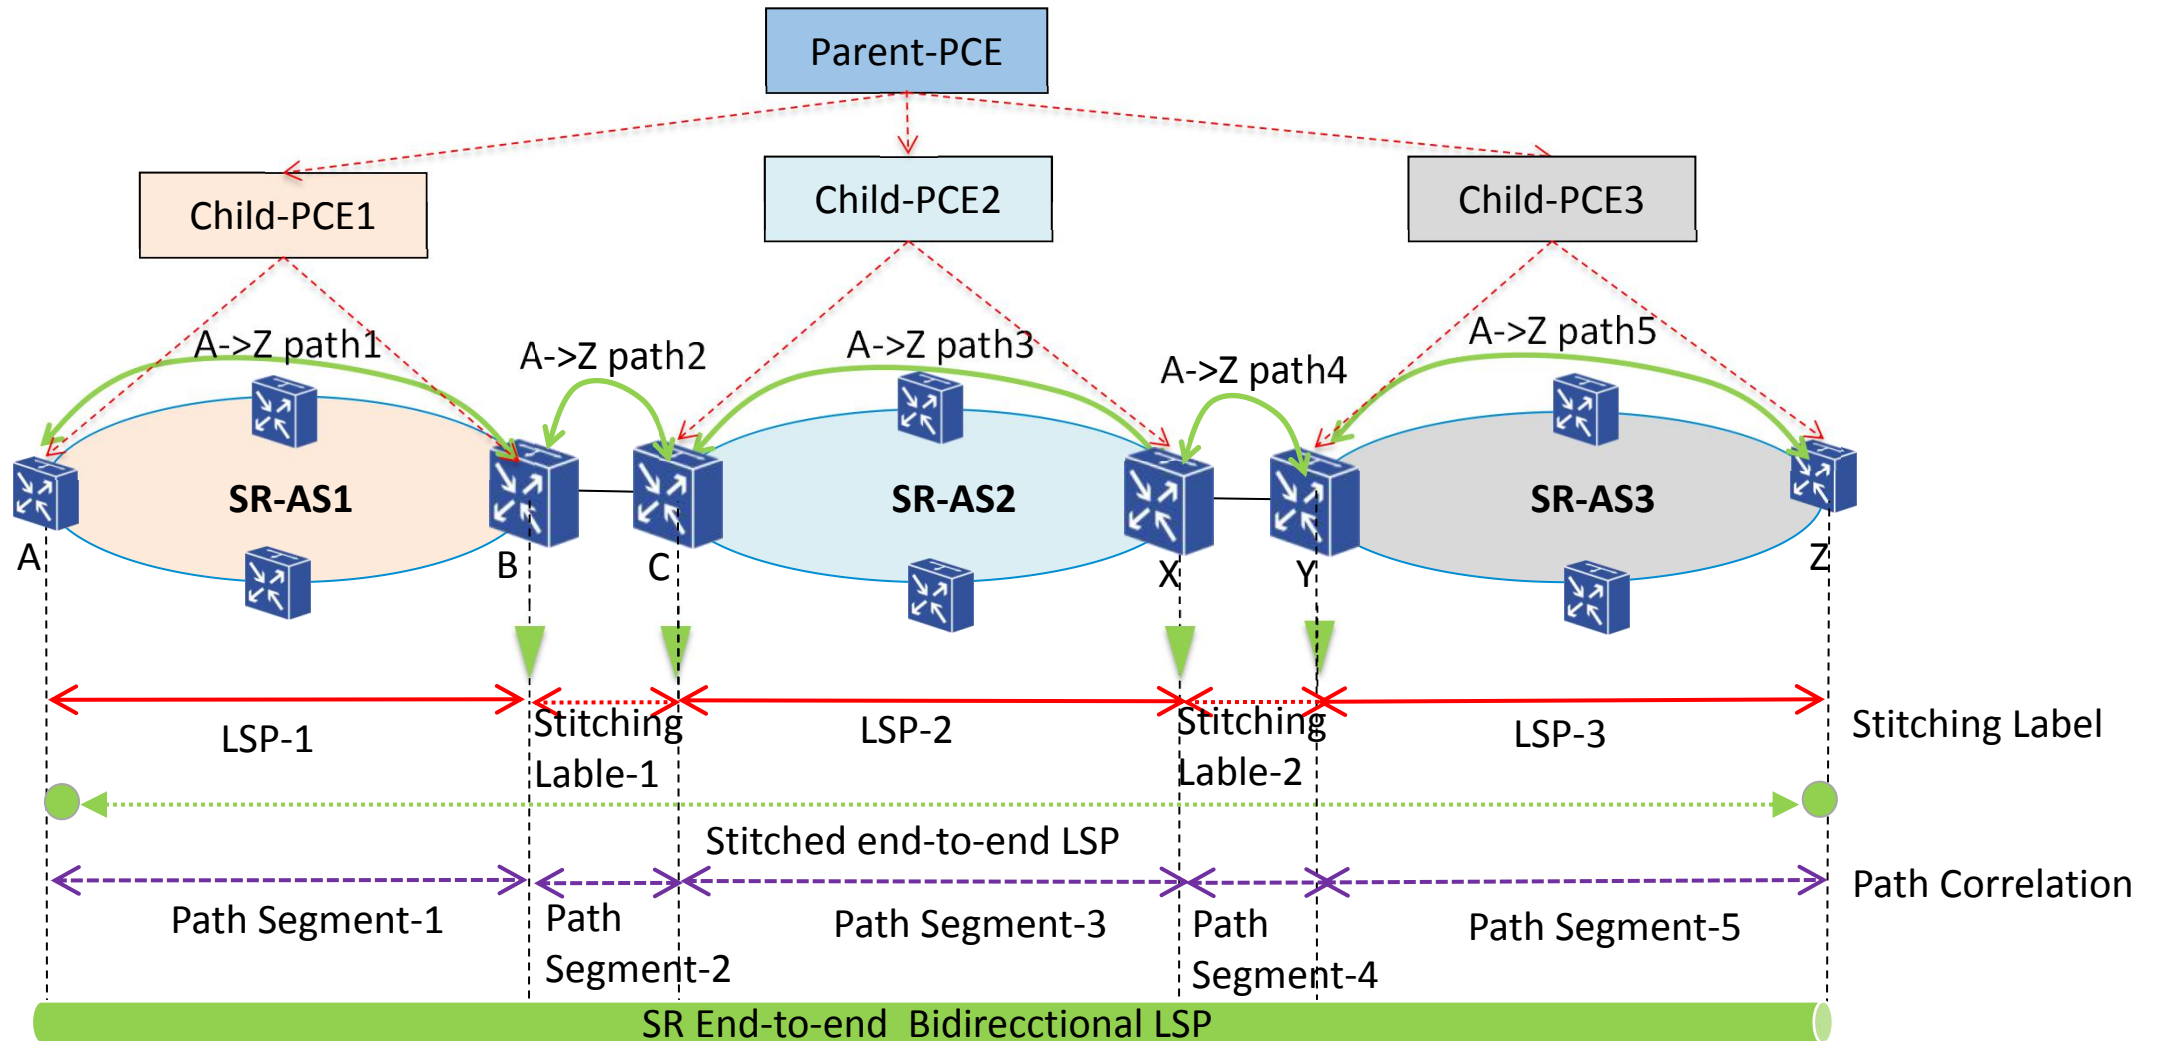 Parent-PCE
Child-PCE1
Child-PCE2
Child-PCE3
A->Z path1
A->Z path2
A->Z path3
A->Z path4
A->Z path5
SR-AS1
SR-AS2
SR-AS3
A
B
C
X
Y
Z
LSP-1
Stitching
Lable-1
LSP-2
Stitching
Lable-2
LSP-3
Stitching Label
Stitched end-to-end LSP
Path Segment-1
Path
Segment-2
Path Segment-3
Path
Segment-4
Path Segment-5
Path Correlation
SR End-to-end  Bidirecctional LSP